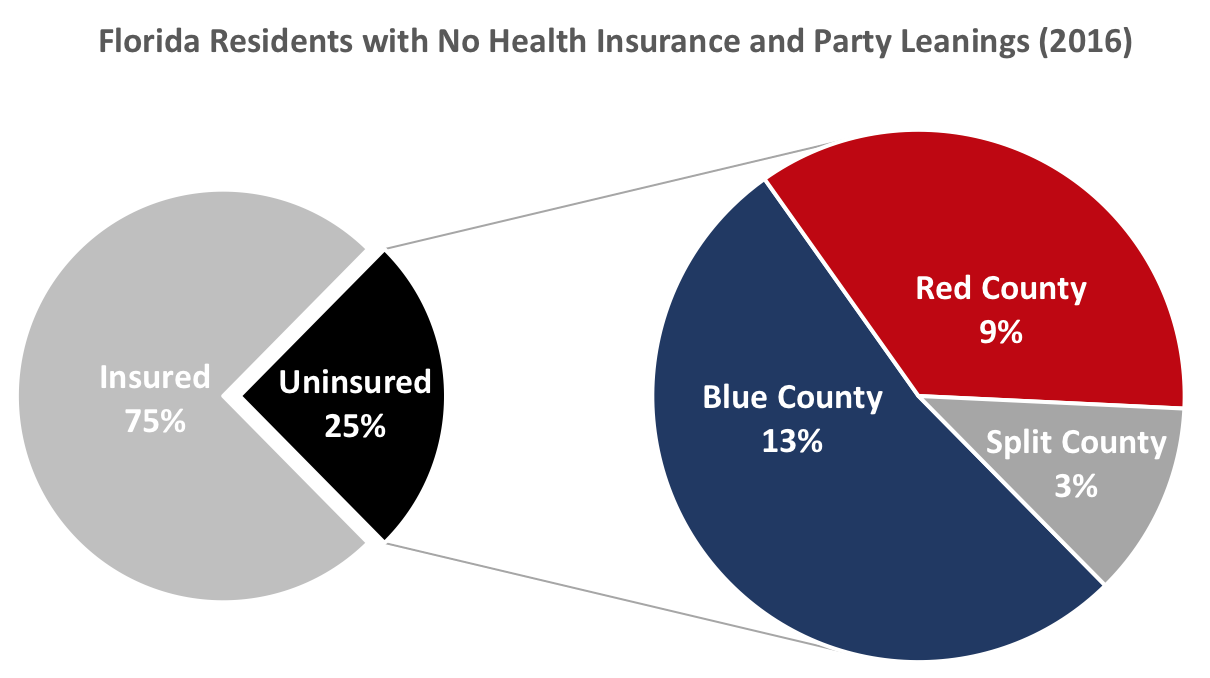 Florida Residents with No Health Insurance and Party Leanings (2016)
Insured
75%
Uninsured
25%
Blue County
13%
Red County
9%
Split County
3%